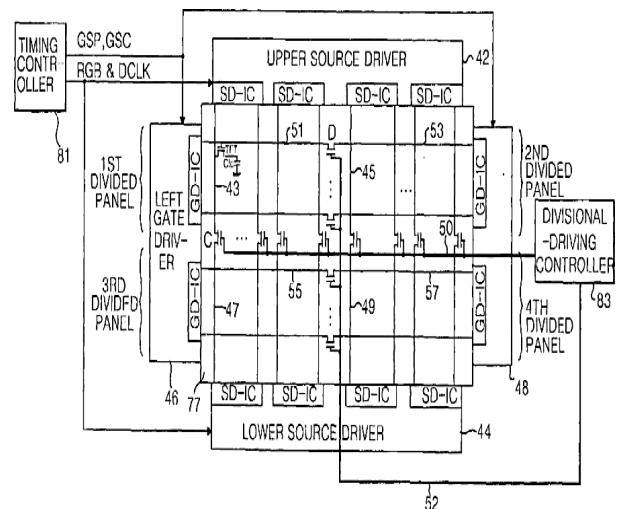 TIMING
CONTR-
OLLER
81
GSP,GSC
RGB & DCLK
UPPER SOURCE DRIVER
42
SD-IC SD-IC SD-IC SD-IC
51
D
53
1ST
DIVIDED
PANEL
LEFT
GATE
DRIV-
ER
GD-IC
TFT
43
45
...
GD-IC
2ND
DIVIDED
PANEL
C
...
50
DIVISIONAL
-DRIVING
CONTROLLER
83
3RD
DIVIDFD
PANEL
GD-IC
55
57
47
49
GD-IC
4TH
DIVIDED
PANEL
46
77
48
SD-IC SD-IC SD-IC SD-IC
LOWER SOURCE DRIVER
44
52